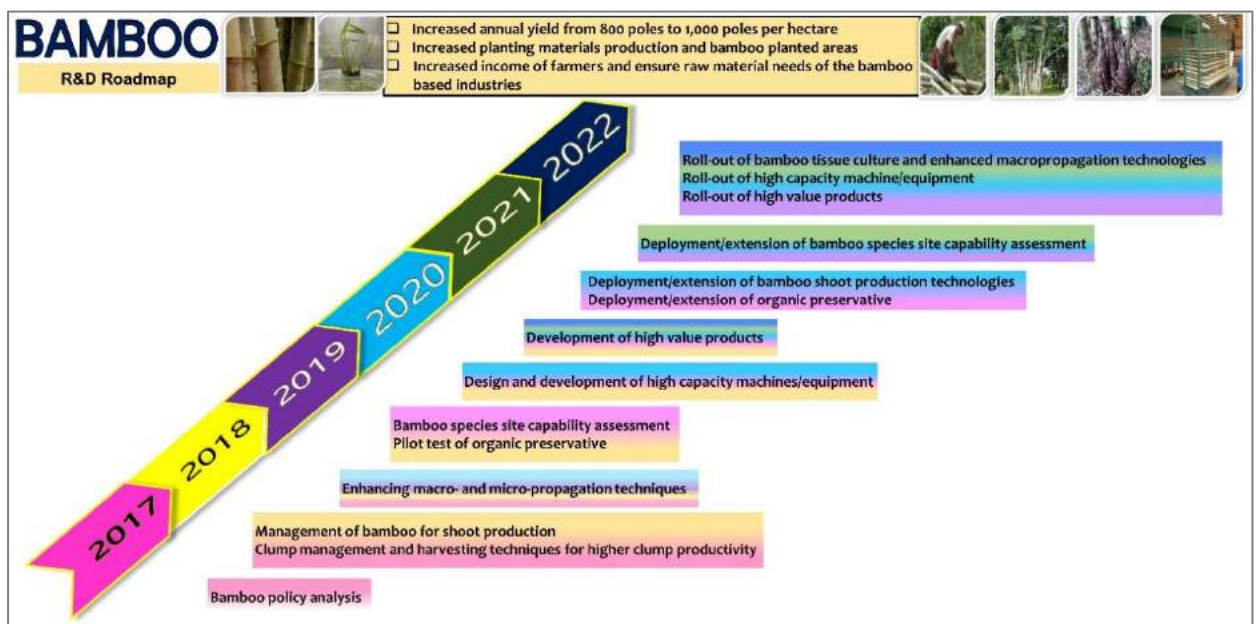 BAMBOO
R&D Roadmap
❑ Increased annual yield from 800 poles to 1,000 poles per hectare
❑ Increased planting materials production and bamboo planted areas
❑ Increased income of farmers and ensure raw material needs of the bamboo
based industries
2022
2021
2020
2019
2018
2017
Roll-out of bamboo tissue culture and enhanced macropropagation technologies
Roll-out of high capacity machine/equipment
Roll-out of high value products
Deployment/extension of bamboo species site capability assessment
Deployment/extension of bamboo shoot production technologies
Deployment/extension of organic preservative
Development of high value products
Design and development of high capacity machines/equipment
Bamboo species site capability assessment
Pilot test of organic preservative
Enhancing macro- and micro-propagation techniques
Management of bamboo for shoot production
Clump management and harvesting techniques for higher clump productivity
Bamboo policy analysis